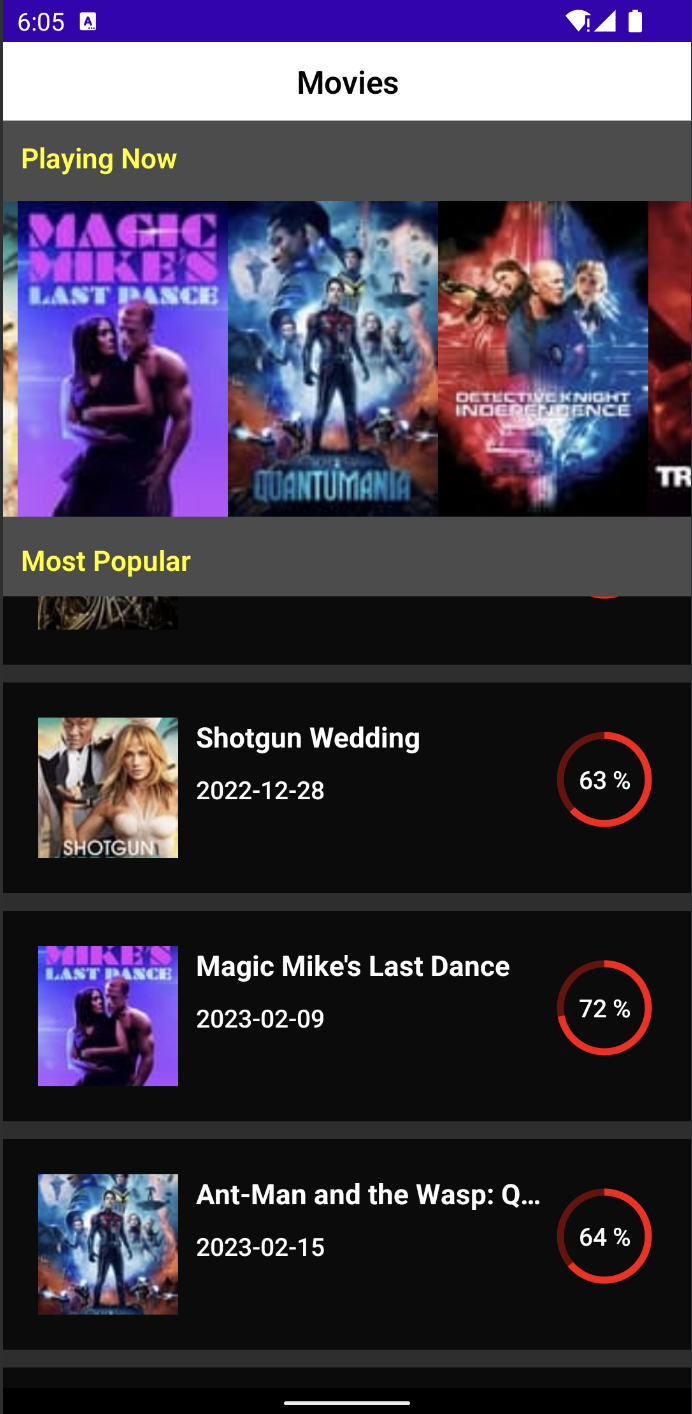 6:05
Movies
Playing Now
MAGIC
MIKE'S
LAST DANCE
QUANTUMANIA
DETECTIVE KNIGHT
INDEPENDENCE
TR
Most Popular
Shotgun Wedding
2022-12-28
63 %
SHOTGUN
Magic Mike's Last Dance
2023-02-09
72 %
MIKE'S
LAST DANCE
Ant-Man and the Wasp: Q...
2023-02-15
64 %